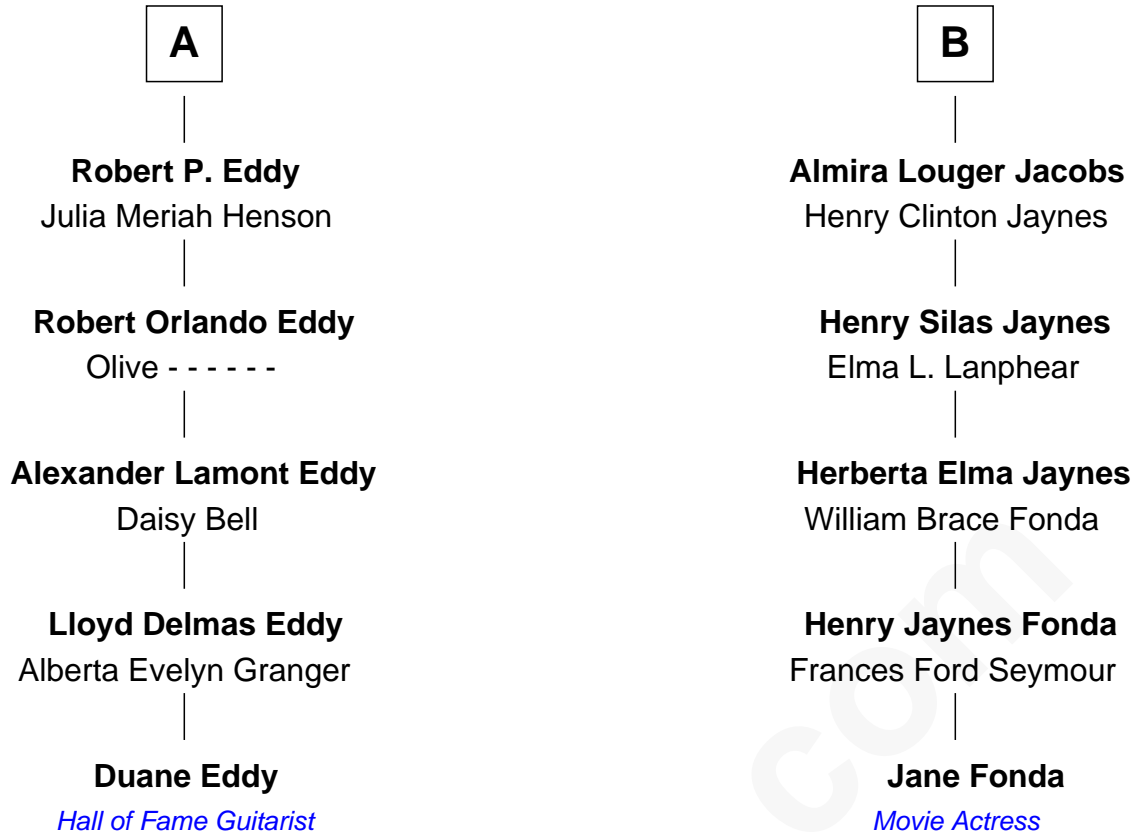 A
Robert P. Eddy
Julia Meriah Henson
Robert Orlando Eddy
Olive - - - - - -
Alexander Lamont Eddy
Daisy Bell
Lloyd Delmas Eddy
Alberta Evelyn Granger
Duane Eddy
Hall of Fame Guitarist
B
Almira Louger Jacobs
Henry Clinton Jaynes
Henry Silas Jaynes
Elma L. Lanphear
Herberta Elma Jaynes
William Brace Fonda
Henry Jaynes Fonda
Frances Ford Seymour
Jane Fonda
Movie Actress
com